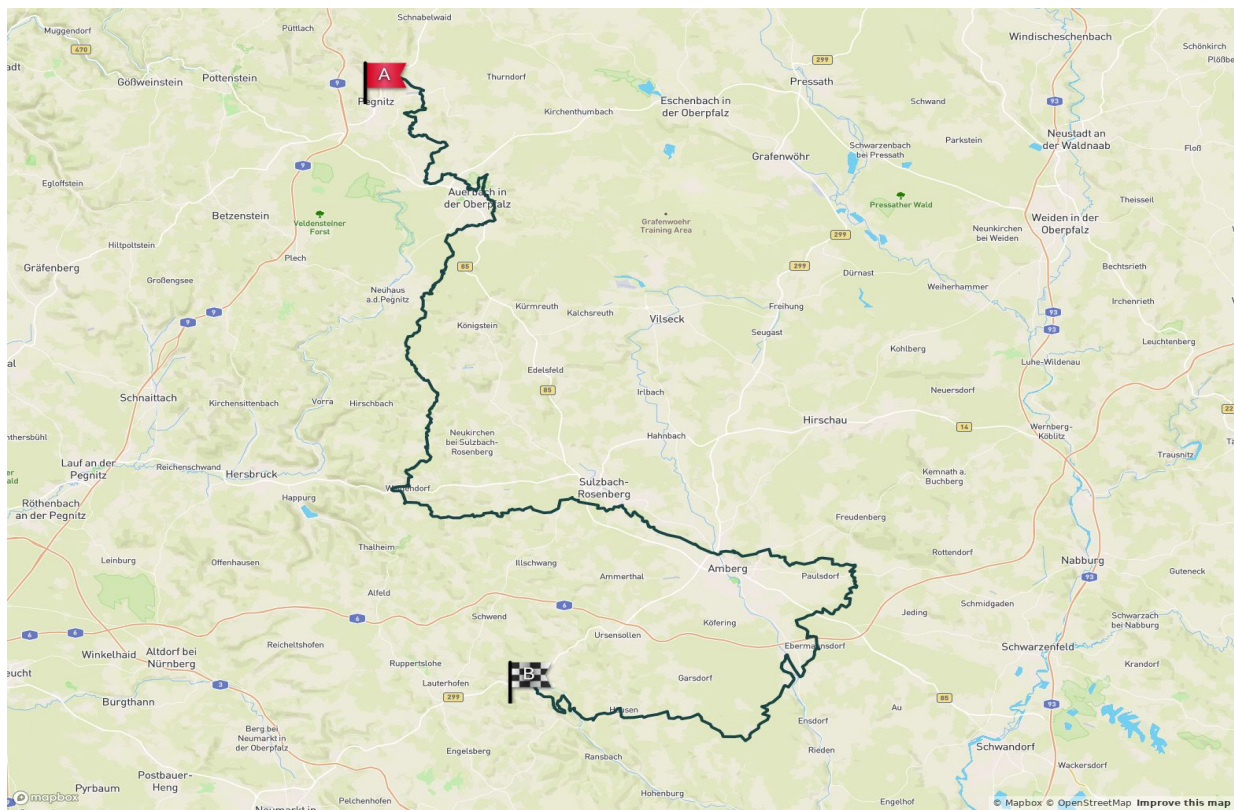 Schnabelwaid
Püttlach
Muggendorf
470
Windischeschenbach
Schönkirch
299
A
9
Gößweinstein
Pottenstein
Thurndorf
Pressath
Pegnitz
Eschenbach in
der Oberpfalz
93
Schwand
Kirchenthumbach
Neustadt an
der Waldnaab
Parkstein
Floß
Schwarzenbach
bei Pressath
Grafenwöhr
9
Egloffstein
Auerbach in
der Oberpfalz
Pressather Wald
Theisseil
Betzenstein
Veldensteiner
Forst
Grafenwoehr
Training Area
Weiden in der
Oberpfalz
Neunkirchen
bei Weiden
299
Hiltpoltstein
Plech
Gräfenberg
85
299
Bechtsrieth
Dürnast
Großengsee
Weiherhammer
Neuhaus
a.d.Pegnitz
Irchenrieth
Kürmreuth
Kalchsreuth
Freihung
9
93
Vilseck
9
Königstein
Seugast
93
Leuchtenberg
Kohlberg
Luhe-Wildenau
Edelsfeld
85
Neuersdorf
Irlbach
Schnaittach
Kirchensittenbach
Vorra
Hirschbach
Hirschau
14
Wernberg-
Köblitz
Neukirchen
bei Sulzbach-
Rosenberg
Hahnbach
Trausnitz
Lauf an der
Pegnitz
Reichenschwand
Hersbruck
Kemnath a.
Buchberg
Sulzbach-
Rosenberg
Happurg
Röthenbach
an der Pegnitz
Freudenberg
Thalheim
Rottendorf
Leinburg
Offenhausen
Illschwang
Nabburg
Amberg
Guteneck
Ammerthal
Paulsdorf
93
Alfeld
6
Schmidgaden
Schwend
6
Jeding
Schwarzach
bei Nabburg
Köfering
6
6
Ursensollen
Reicheltshofen
Ebermannsdorf
Schwarzenfeld
Winkelhaid
Altdorf bei
Nürnberg
Ruppertslohe
Krandorf
B
Garsdorf
Lauterhofen
3
299
85
Burgthann
93
Au
Hausen
Ensdorf
Berg bei
Neumarkt in
der Oberpfalz
Schwandorf
Engelsberg
Ransbach
Rieden
Wackersdorf
Postbauer-
Heng
Pyrbaum
Hohenburg
Pelchenhofen
Engelhof
mapbox
© Mapbox © OpenStreetMap Improve this map